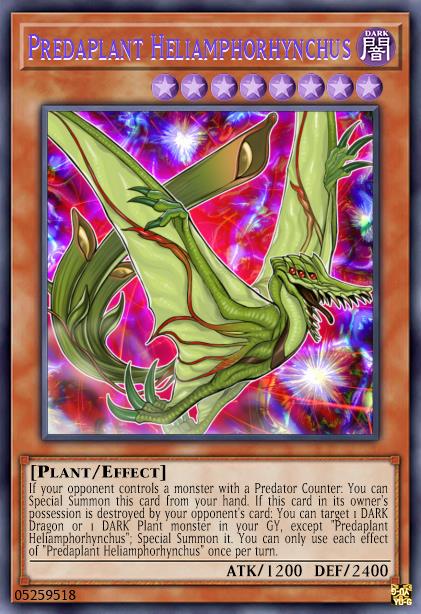 PREDAPLANT HELIAMPHORHYNCHUS
DARK
闇
[PLANT/EFFECT]
If your opponent controls a monster with a Predator Counter: You can
Special Summon this card from your hand. If this card in its owner's
possession is destroyed by your opponent's card: You can target 1 DARK
Dragon or 1 DARK Plant monster in your GY, except "Predaplant
Heliamphorhynchus"; Special Summon it. You can only use each effect
of "Predaplant Heliamphorhynchus" once per turn.
ATK/1200 DEF/2400
05259518